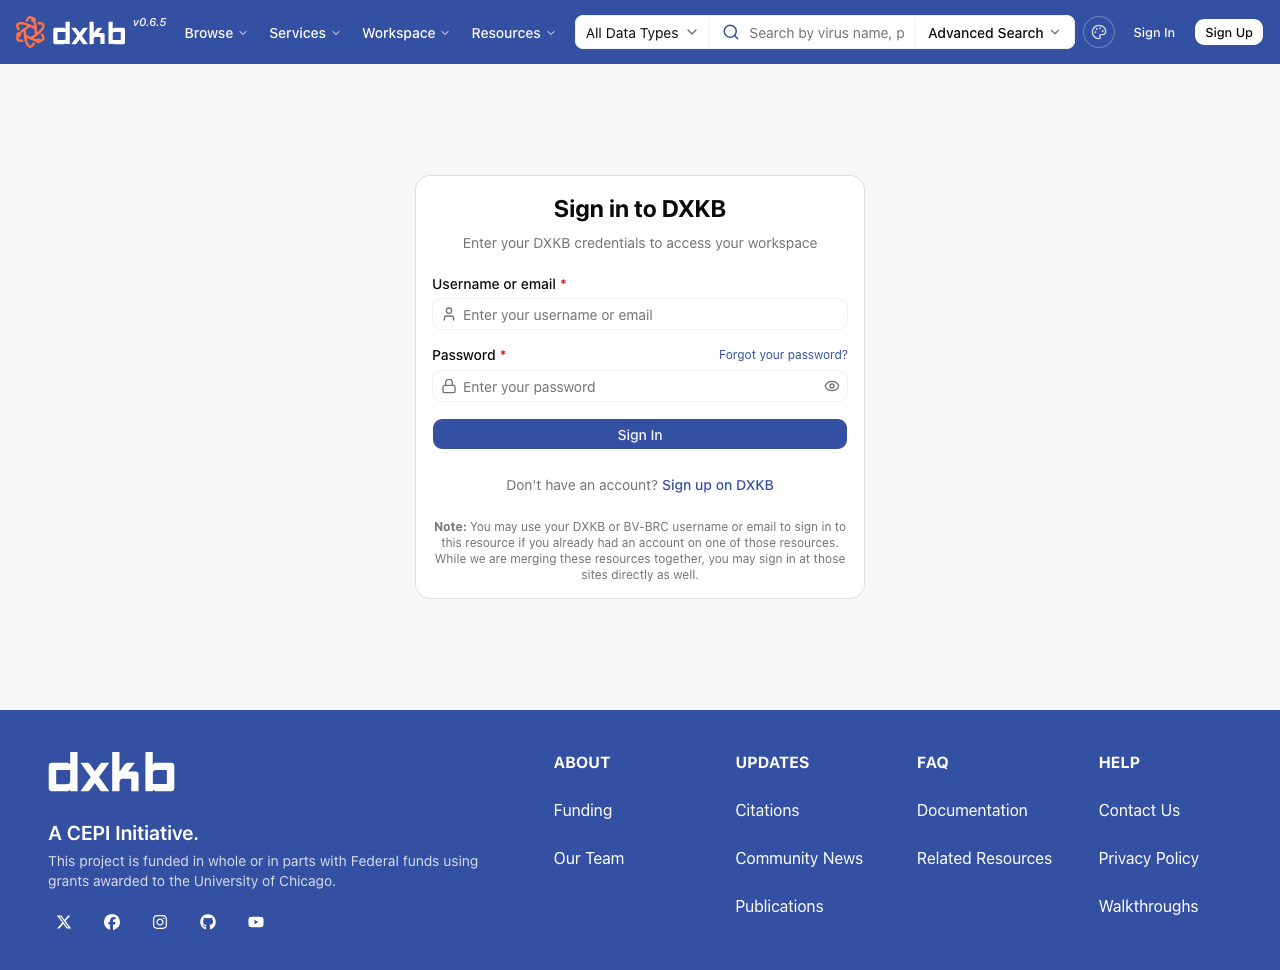 dxkb v0.6.5 Browse Services Workspace Resources All Data Types Search by virus name, p Advanced Search Sign In Sign Up
Sign in to DXKB
Enter your DXKB credentials to access your workspace
Username or email *
Enter your username or email
Password * Forgot your password?
Enter your password
Sign In
Don't have an account? Sign up on DXKB
Note: You may use your DXKB or BV-BRC username or email to sign in to
this resource if you already had an account on one of those resources.
While we are merging these resources together, you may sign in at those
sites directly as well.
dxkb
A CEPI Initiative.
This project is funded in whole or in parts with Federal funds using
grants awarded to the University of Chicago.
ABOUT
Funding
Our Team
UPDATES
Citations
Community News
Publications
FAQ
Documentation
Related Resources
HELP
Contact Us
Privacy Policy
Walkthroughs